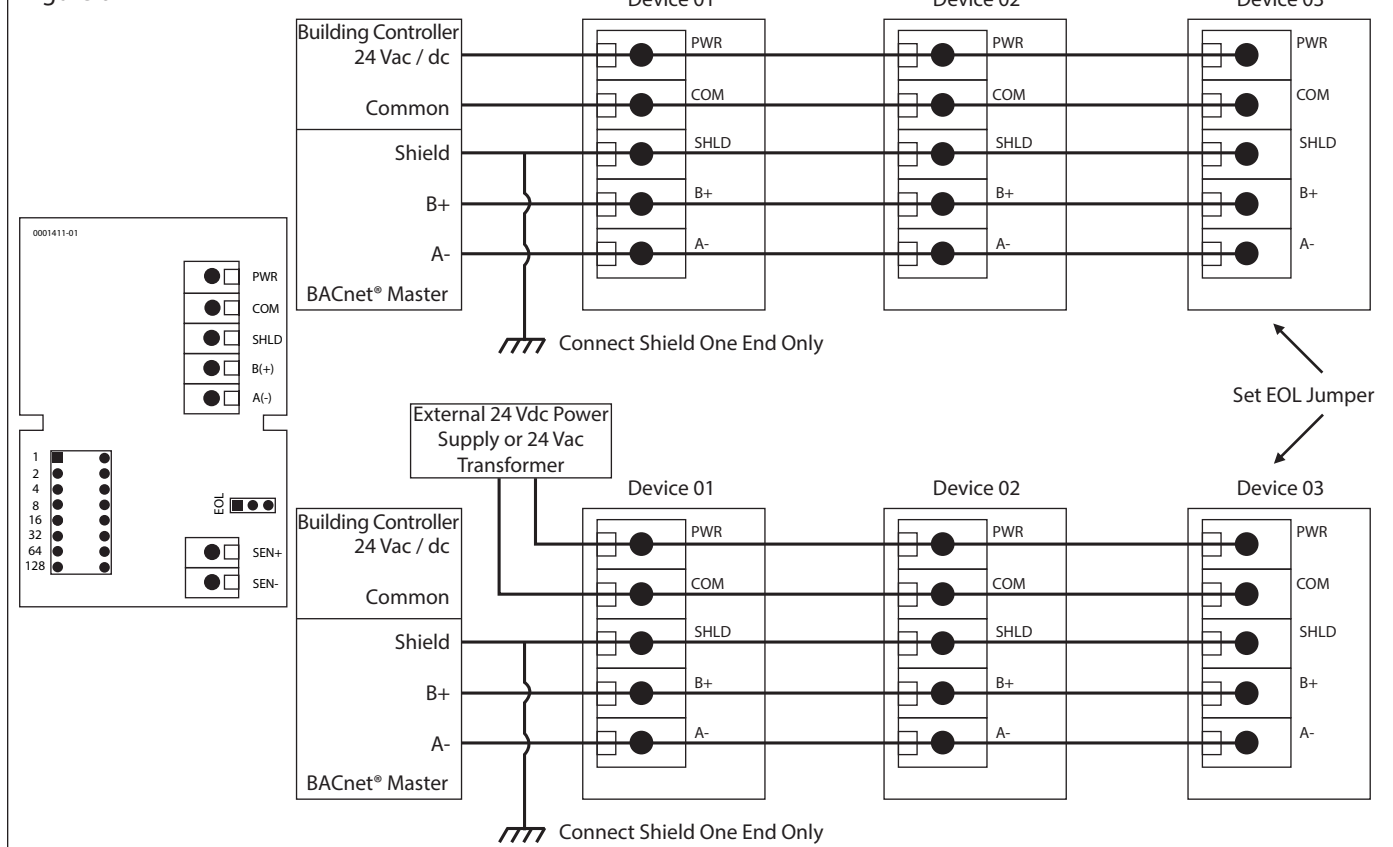 Device 01
Device 02
Device 03
Building Controller
24 Vac / dc
Common
Shield
B+
A-
BACnet® Master
PWR
COM
SHLD
B+
A-
PWR
COM
SHLD
B+
A-
PWR
COM
SHLD
B+
A-
Connect Shield One End Only
Set EOL Jumper
0001411-01
PWR
COM
SHLD
B(+)
A(-)
1
2
4
8
16
32
64
128
EOL
SEN+
SEN-
External 24 Vdc Power
Supply or 24 Vac
Transformer
Device 01
Device 02
Device 03
Building Controller
24 Vac / dc
Common
Shield
B+
A-
BACnet® Master
PWR
COM
SHLD
B+
A-
PWR
COM
SHLD
B+
A-
PWR
COM
SHLD
B+
A-
Connect Shield One End Only